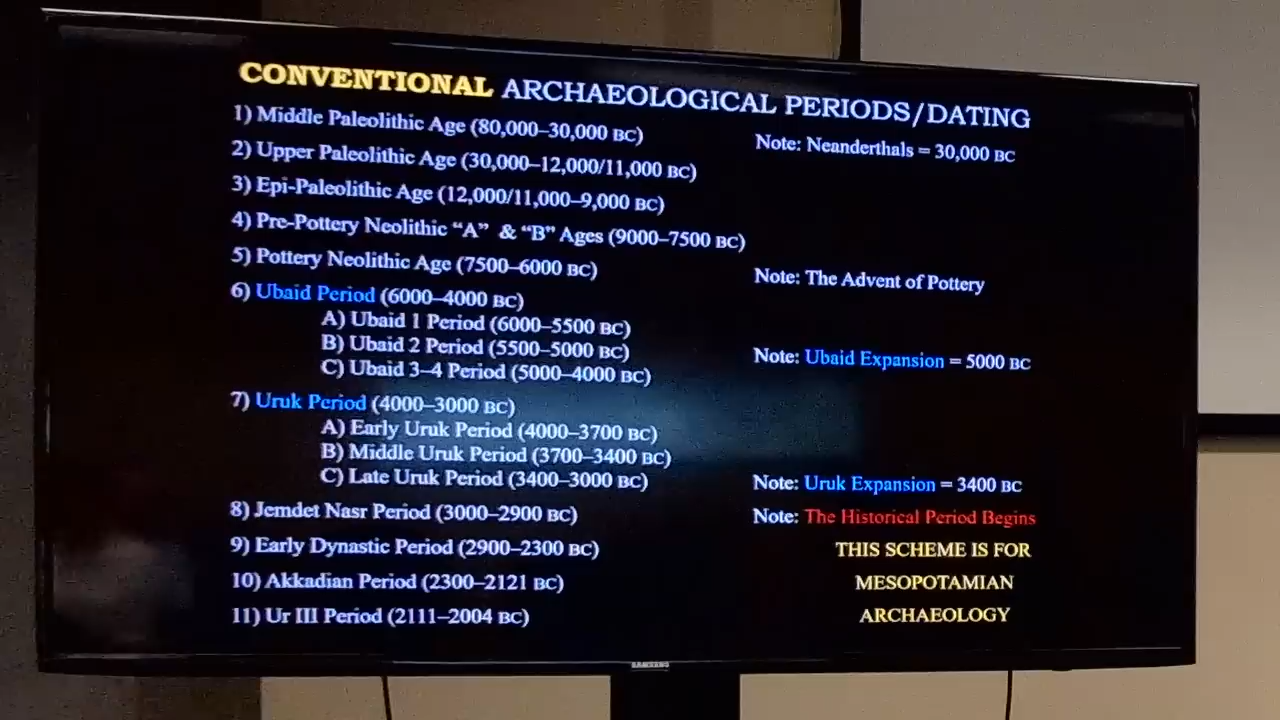 CONVENTIONAL ARCHAEOLOGICAL PERIODS/DATING
1) Middle Paleolithic Age (80,000–30,000 BC) Note: Neanderthals = 30,000 BC
2) Upper Paleolithic Age (30,000–12,000/11,000 BC)
3) Epi-Paleolithic Age (12,000/11,000–9,000 BC)
4) Pre-Pottery Neolithic “A” & “B” Ages (9000–7500 BC)
5) Pottery Neolithic Age (7500–6000 BC) Note: The Advent of Pottery
6) Ubaid Period (6000–4000 BC)
A) Ubaid 1 Period (6000–5500 BC)
B) Ubaid 2 Period (5500–5000 BC)
C) Ubaid 3–4 Period (5000–4000 BC) Note: Ubaid Expansion = 5000 BC
7) Uruk Period (4000–3000 BC)
A) Early Uruk Period (4000–3700 BC)
B) Middle Uruk Period (3700–3400 BC)
C) Late Uruk Period (3400–3000 BC) Note: Uruk Expansion = 3400 BC
8) Jemdet Nasr Period (3000–2900 BC) Note: The Historical Period Begins
9) Early Dynastic Period (2900–2300 BC) THIS SCHEME IS FOR
10) Akkadian Period (2300–2121 BC) MESOPOTAMIAN
11) Ur III Period (2111–2004 BC) ARCHAEOLOGY
SAMSUNG